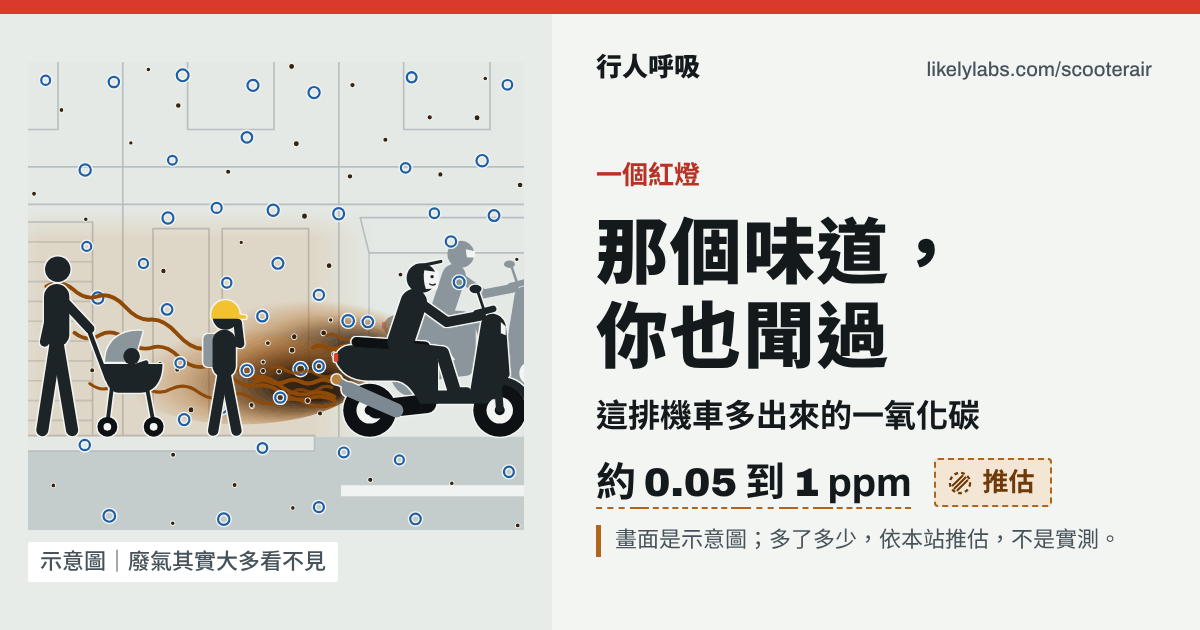 行人呼吸
likelylabs.com/scooterair
一個紅燈
那個味道，
你也聞過
這排機車多出來的一氧化碳
約 0.05 到 1 ppm
推估
畫面是示意圖；多了多少，依本站推估，不是實測。
示意圖｜廢氣其實大多看不見